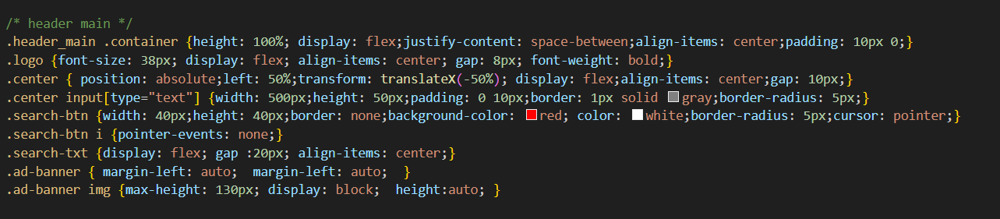 /* header main */
.header_main .container {height: 100%; display: flex;justify-content: space-between;align-items: center;padding: 10px 0;}
.logo {font-size: 38px; display: flex; align-items: center; gap: 8px; font-weight: bold;}
.center { position: absolute;left: 50%;transform: translateX(-50%); display: flex;align-items: center;gap: 10px;}
.center input[type="text"] {width: 500px;height: 50px;padding: 0 10px;border: 1px solid gray;border-radius: 5px;}
.search-btn {width: 40px;height: 40px;border: none;background-color: red; color: white;border-radius: 5px;cursor: pointer;}
.search-btn i {pointer-events: none;}
.search-txt {display: flex; gap :20px; align-items: center;}
.ad-banner { margin-left: auto;  margin-left: auto;  }
.ad-banner img {max-height: 130px; display: block;  height:auto; }